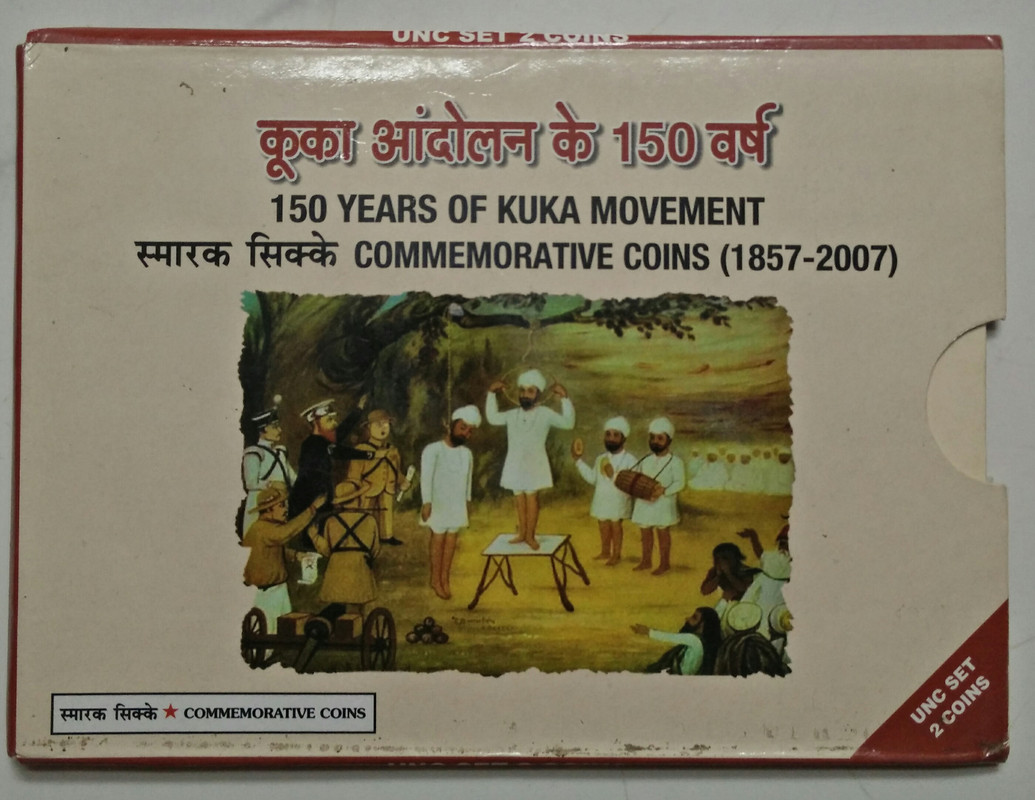 UNC SET 2 COINS
कूका आंदोलन के 150 वर्ष
150 YEARS OF KUKA MOVEMENT
स्मारक सिक्के COMMEMORATIVE COINS (1857-2007)
स्मारक सिक्के ★ COMMEMORATIVE COINS
UNC SET
2 COINS